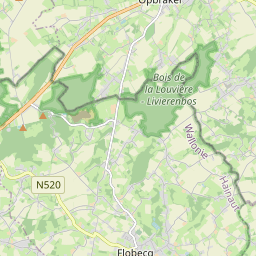 Opbrakel
Bois de
la Louvière -
Livierenbos
Wallonie
Hainaut
N520
Flobecq